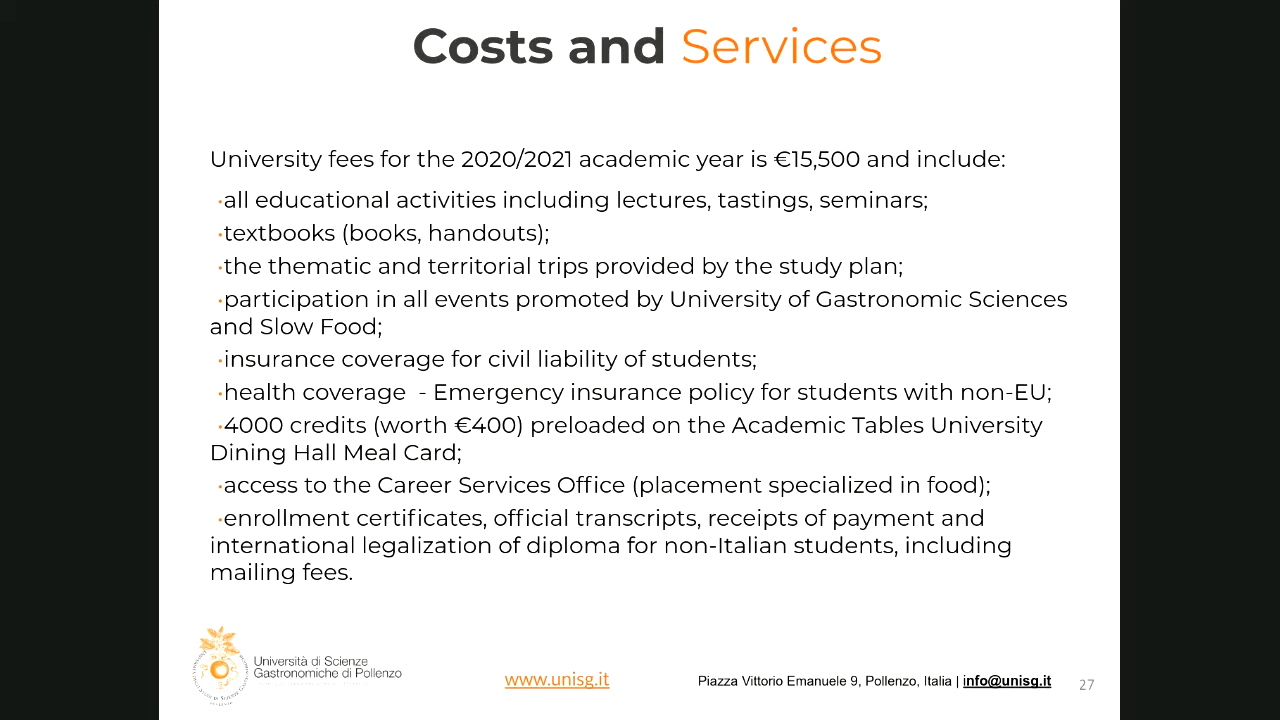 Costs and Services
University fees for the 2020/2021 academic year is €15,500 and include:
·all educational activities including lectures, tastings, seminars;
·textbooks (books, handouts);
·the thematic and territorial trips provided by the study plan;
·participation in all events promoted by University of Gastronomic Sciences
and Slow Food;
·insurance coverage for civil liability of students;
·health coverage  - Emergency insurance policy for students with non-EU;
·4000 credits (worth €400) preloaded on the Academic Tables University
Dining Hall Meal Card;
·access to the Career Services Office (placement specialized in food);
·enrollment certificates, official transcripts, receipts of payment and
international legalization of diploma for non-Italian students, including
mailing fees.
Università di Scienze
Gastronomiche di Pollenzo
www.unisg.it
Piazza Vittorio Emanuele 9, Pollenzo, Italia | info@unisg.it
27